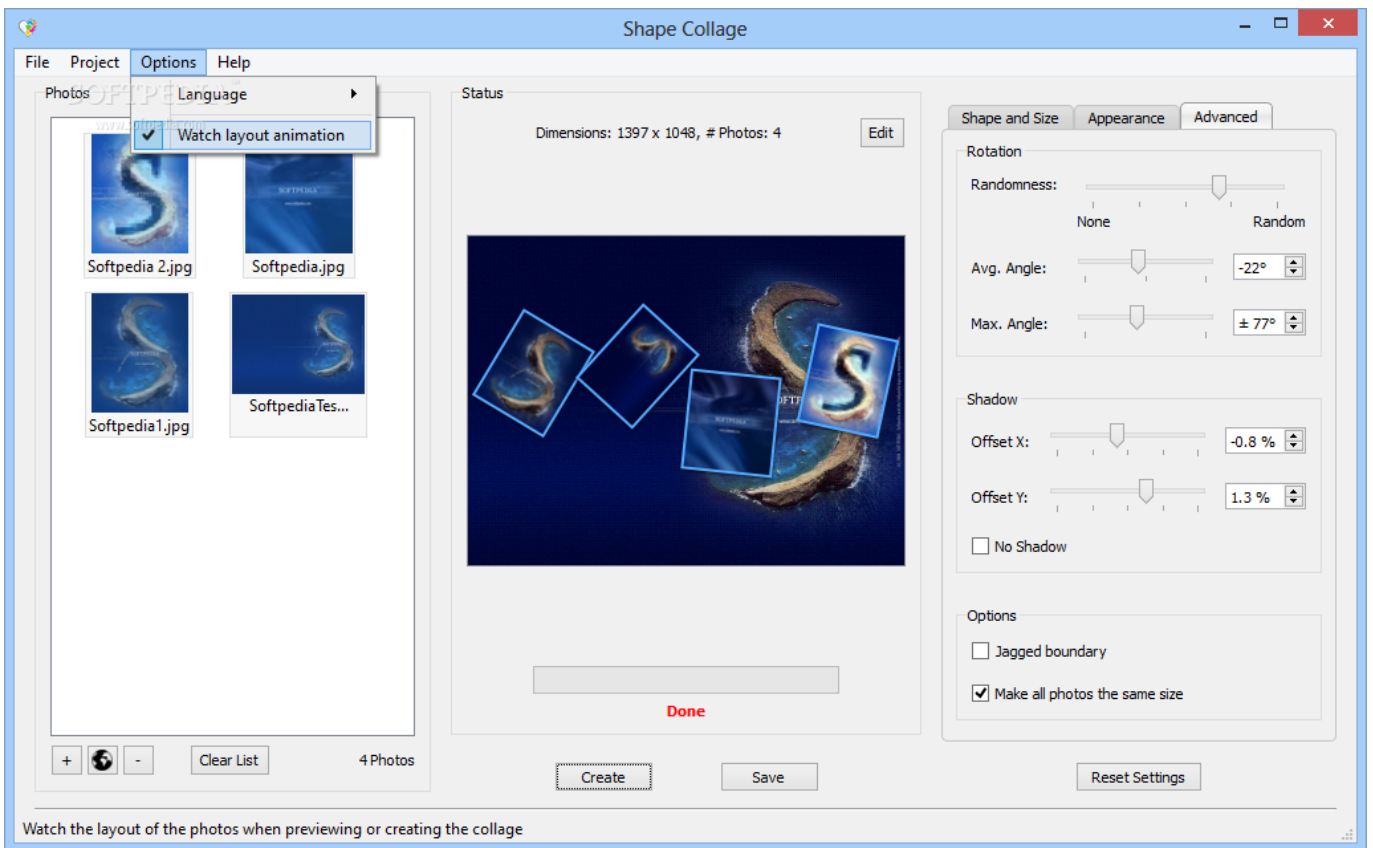 Shape Collage
File Project Options Help
Photos
SOFTPEDIA
Language
Watch layout animation
Softpedia 2.jpg
Softpedia.jpg
Softpedia1.jpg
SoftpediaTes...
+ - Clear List 4 Photos
Status
Dimensions: 1397 x 1048, # Photos: 4 Edit
SOFTPEDIA
Done
Create Save
Shape and Size Appearance Advanced
Rotation
Randomness:
None Random
Avg. Angle: -22°
Max. Angle: ± 77°
Shadow
Offset X: -0.8 %
Offset Y: 1.3 %
No Shadow
Options
Jagged boundary
Make all photos the same size
Reset Settings
Watch the layout of the photos when previewing or creating the collage